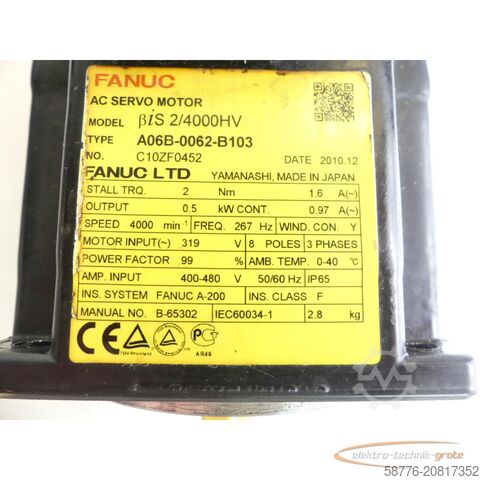 FANUC
AC SERVO MOTOR
MODEL βiS 2/4000HV
TYPE A06B-0062-B103
NO. C10ZF0452 DATE 2010.12
FANUC LTD YAMANASHI, MADE IN JAPAN
STALL TRQ. 2 Nm 1.6 A(~)
OUTPUT 0.5 kW CONT. 0.97 A(~)
SPEED 4000 min⁻¹ FREQ. 267 Hz WIND. CON. Y
MOTOR INPUT(~) 319 V 8 POLES 3 PHASES
POWER FACTOR 99 % AMB. TEMP. 0-40 ℃
AMP. INPUT 400-480 V 50/60 Hz IP65
INS. SYSTEM FANUC A-200 INS. CLASS F
MANUAL NO. B-65302 IEC60034-1 2.8 kg
CE TÜV US
elektro-technik-grote.de
58776-20817352